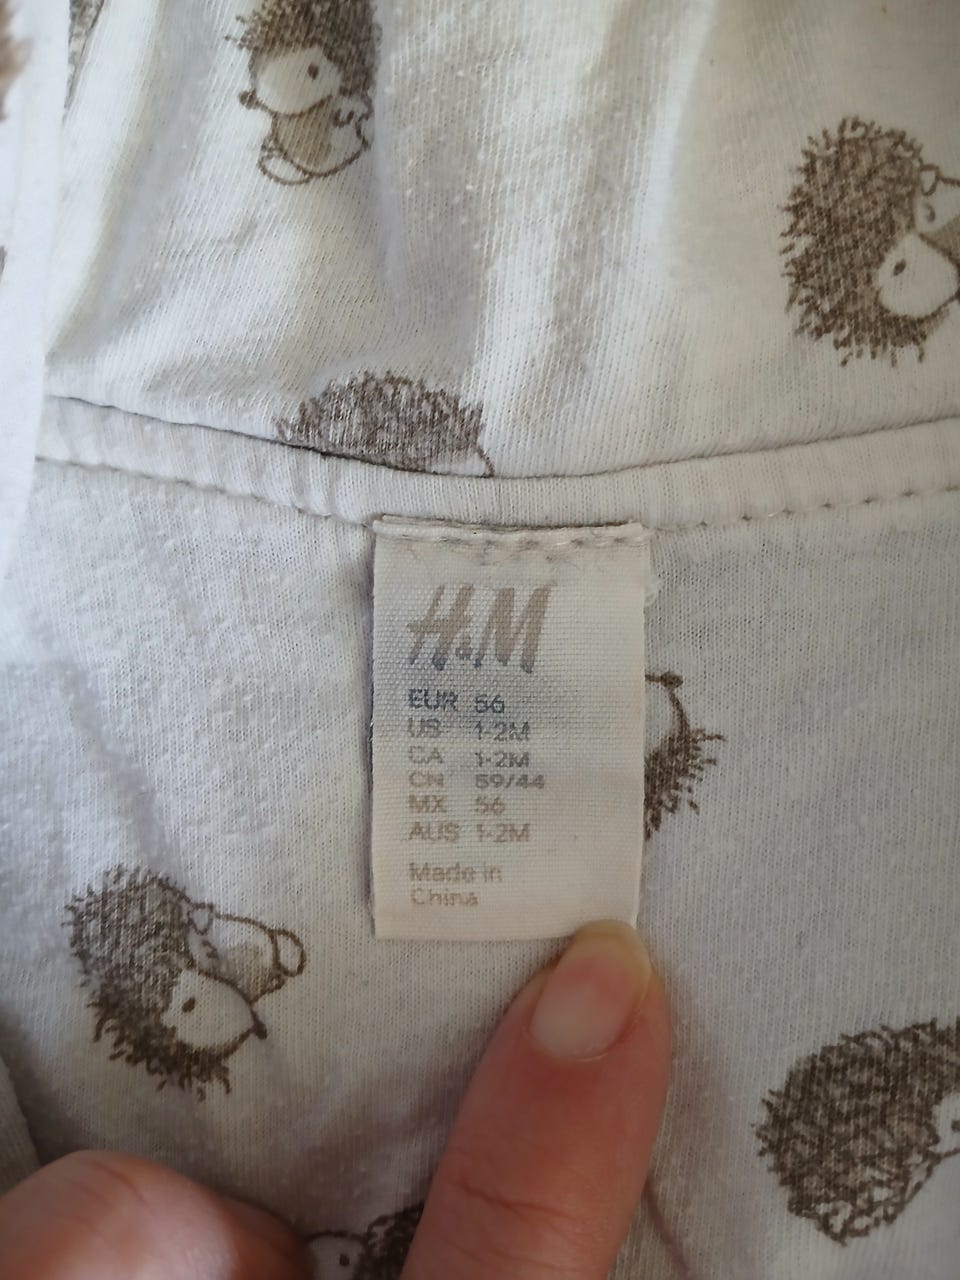 H&M
EUR 56
US 1-2M
CA 1-2M
CN 59/44
MX 56
AUS 1-2M
Made in
China